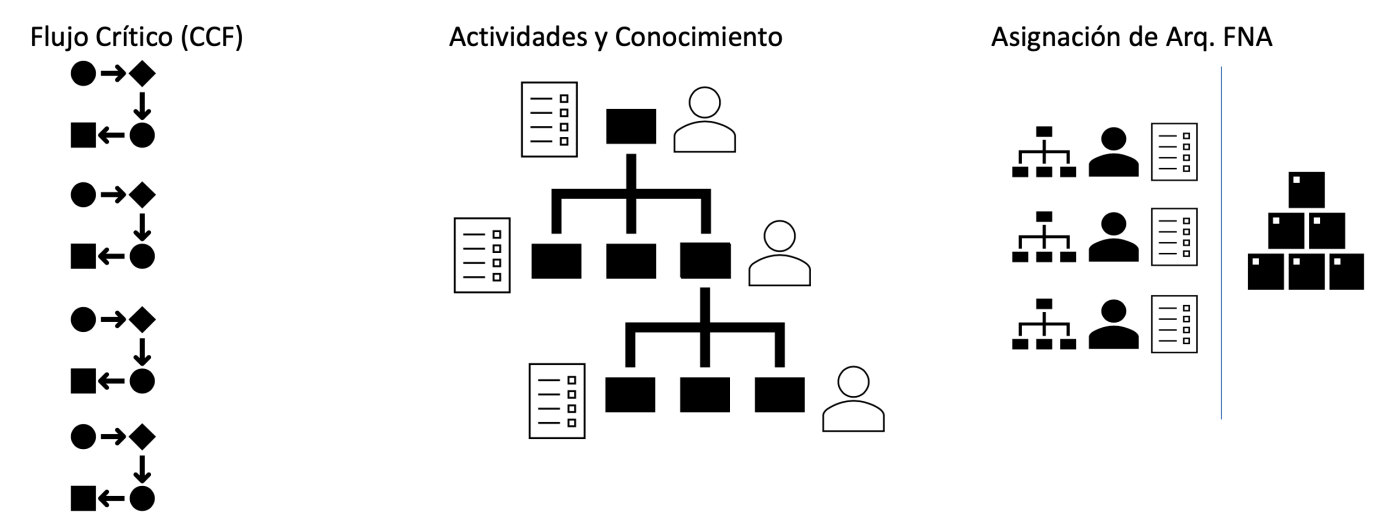 Flujo Crítico (CCF)
Actividades y Conocimiento
Asignación de Arq. FNA